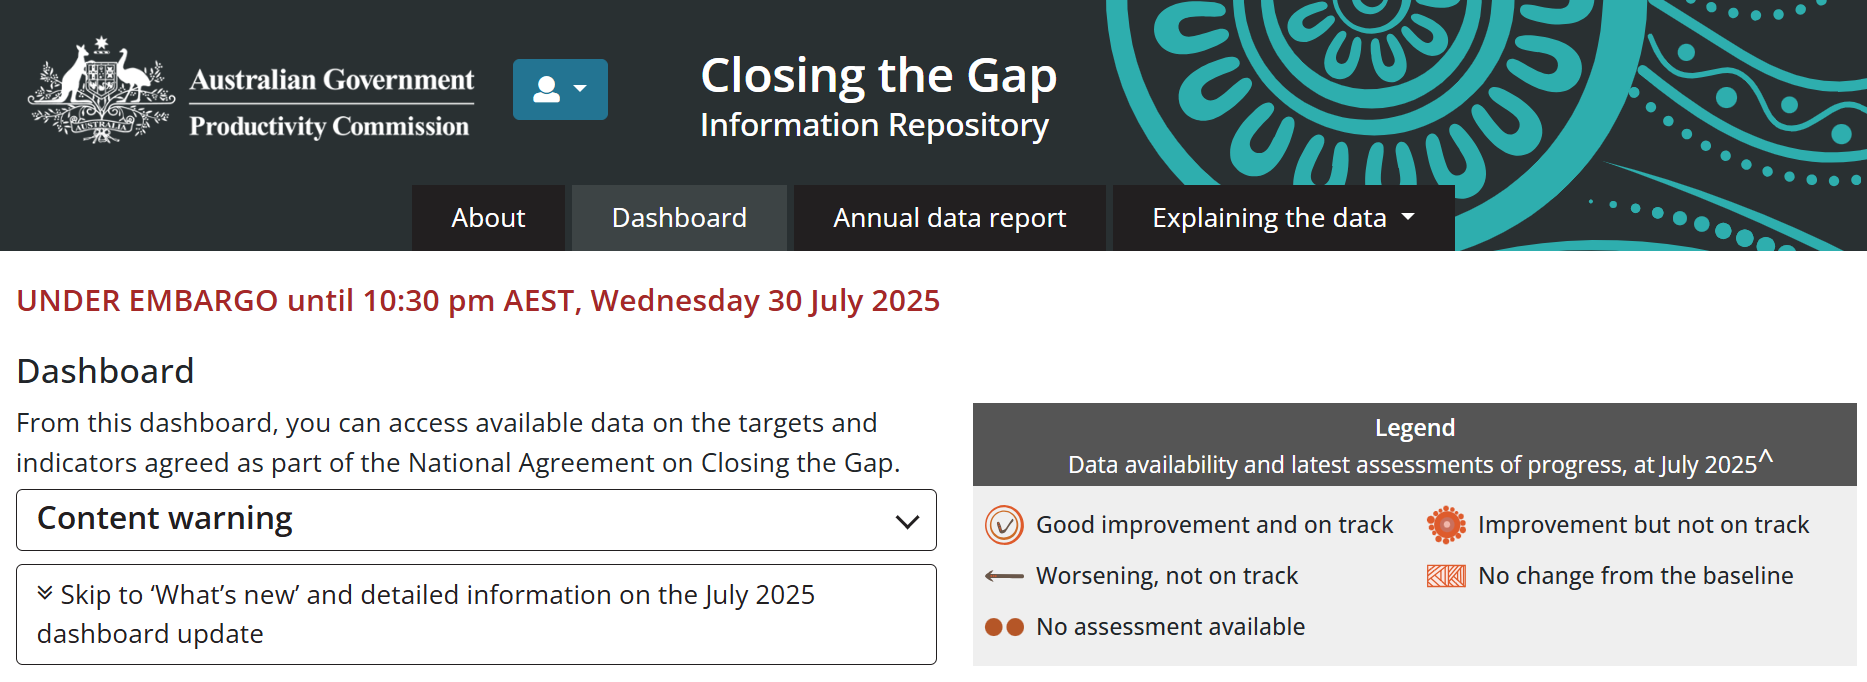 Australian Government
Productivity Commission
AUSTRALIA
Closing the Gap
Information Repository
About
Dashboard
Annual data report
Explaining the data
UNDER EMBARGO until 10:30 pm AEST, Wednesday 30 July 2025
Dashboard
From this dashboard, you can access available data on the targets and
indicators agreed as part of the National Agreement on Closing the Gap.
Content warning
Skip to ‘What’s new’ and detailed information on the July 2025
dashboard update
Legend
Data availability and latest assessments of progress, at July 2025^
Good improvement and on track
Improvement but not on track
Worsening, not on track
No change from the baseline
No assessment available